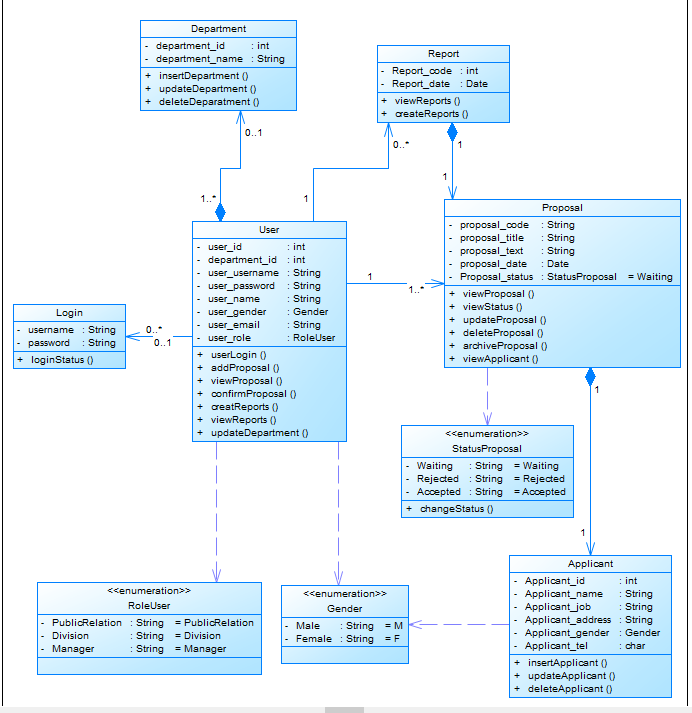 Department
- department_id : int
- department_name : String
+ insertDepartment ()
+ updateDepartment ()
+ deleteDeparatment ()
0..1
1..*
Report
- Report_code : int
- Report_date : Date
+ viewReports ()
+ createReports ()
0..*
1
1
1
User
- user_id : int
- department_id : int
- user_username : String
- user_password : String
- user_name : String
- user_gender : Gender
- user_email : String
- user_role : RoleUser
+ userLogin ()
+ addProposal ()
+ viewProposal ()
+ confirmProposal ()
+ creatReports ()
+ viewReports ()
+ updateDepartment ()
1
1..*
Proposal
- proposal_code : String
- proposal_title : String
- proposal_text : String
- proposal_date : Date
- Proposal_status : StatusProposal = Waiting
+ viewProposal ()
+ viewStatus ()
+ updateProposal ()
+ deleteProposal ()
+ archiveProposal ()
+ viewApplicant ()
Login
- username : String
- password : String
+ loginStatus ()
0..*
0..1
1
1
<<enumeration>>
StatusProposal
- Waiting : String = Waiting
- Rejected : String = Rejected
- Accepted : String = Accepted
+ changeStatus ()
<<enumeration>>
RoleUser
- PublicRelation : String = PublicRelation
- Division : String = Division
- Manager : String = Manager
<<enumeration>>
Gender
- Male : String = M
- Female : String = F
Applicant
- Applicant_id : int
- Applicant_name : String
- Applicant_job : String
- Applicant_address : String
- Applicant_gender : Gender
- Applicant_tel : char
+ insertApplicant ()
+ updateApplicant ()
+ deleteApplicant ()